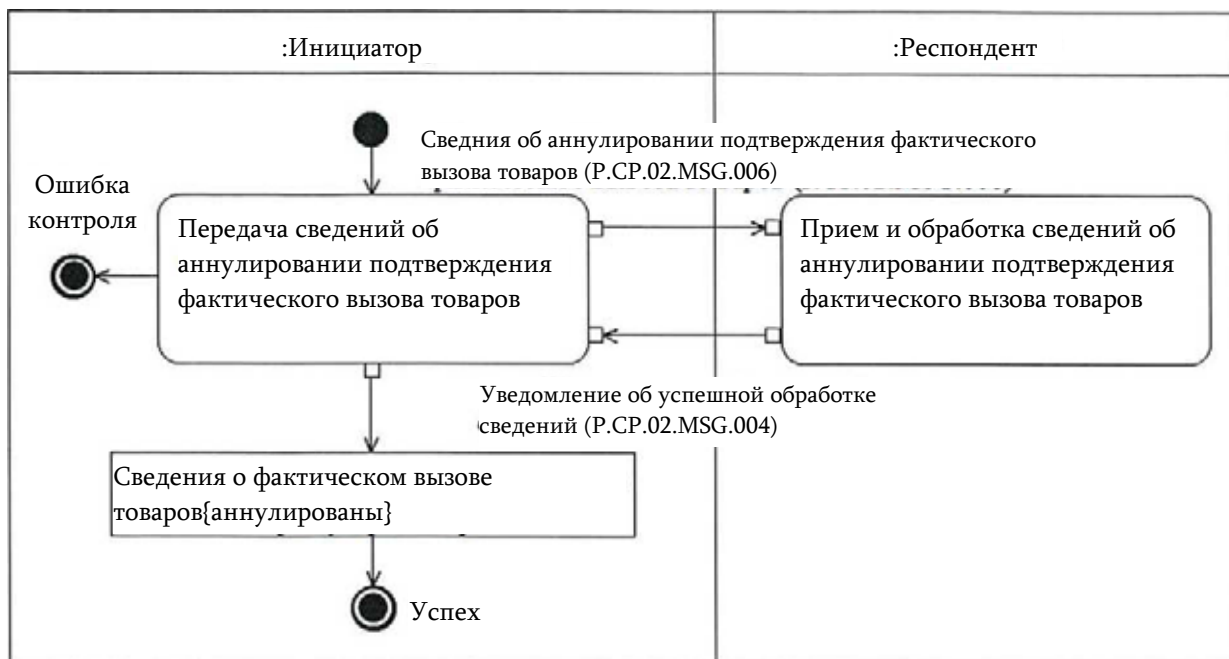 :Инициатор
:Респондент
Сведния об аннулировании подтверждения фактического
вызова товаров (P.CP.02.MSG.006)
Ошибка
контроля
Передача сведений об
аннулировании подтверждения
фактического вызова товаров
Прием и обработка сведений об
аннулировании подтверждения
фактического вызова товаров
Уведомление об успешной обработке
сведений (P.CP.02.MSG.004)
Сведения о фактическом вызове
товаров{аннулированы}
Успех